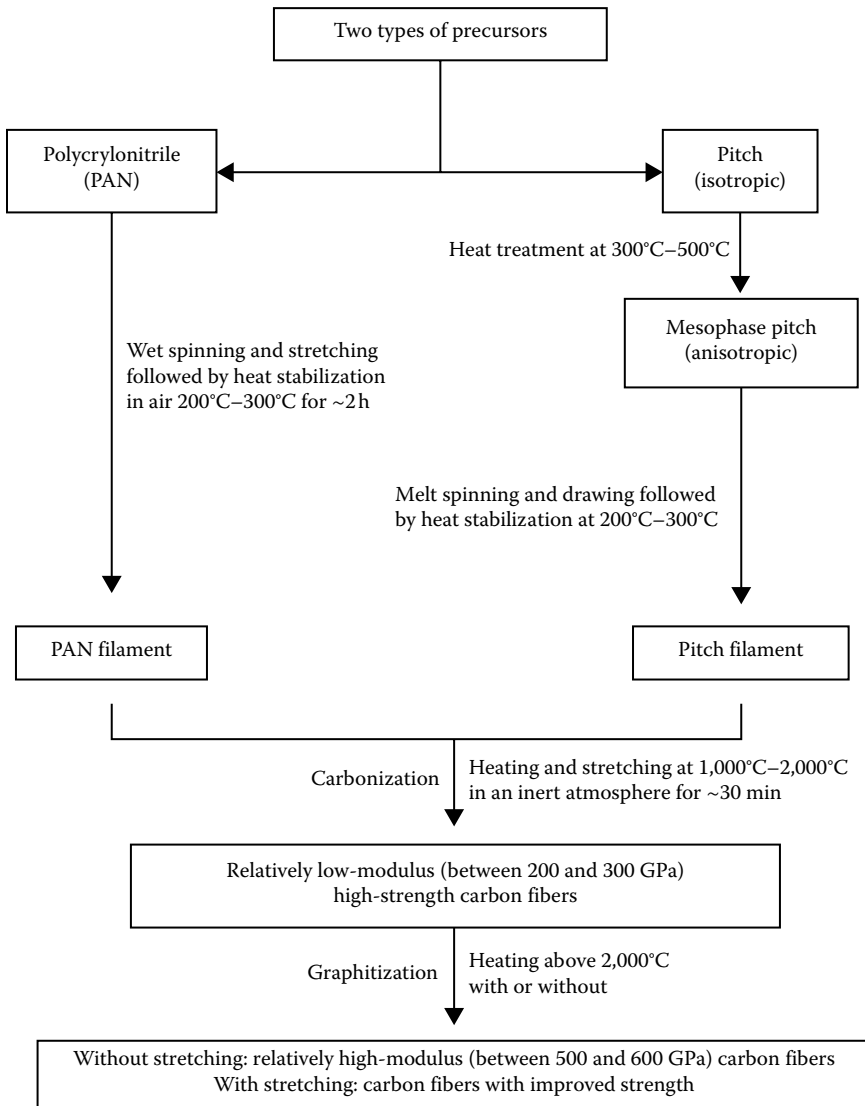 Two types of precursors
Polycrylonitrile
(PAN)
Pitch
(isotropic)
Heat treatment at 300°C–500°C
Mesophase pitch
(anisotropic)
Wet spinning and stretching
followed by heat stabilization
in air 200°C–300°C for ~2 h
Melt spinning and drawing followed
by heat stabilization at 200°C–300°C
PAN filament
Pitch filament
Carbonization
Heating and stretching at 1,000°C–2,000°C
in an inert atmosphere for ~30 min
Relatively low-modulus (between 200 and 300 GPa)
high-strength carbon fibers
Graphitization
Heating above 2,000°C
with or without
Without stretching: relatively high-modulus (between 500 and 600 GPa) carbon fibers
With stretching: carbon fibers with improved strength